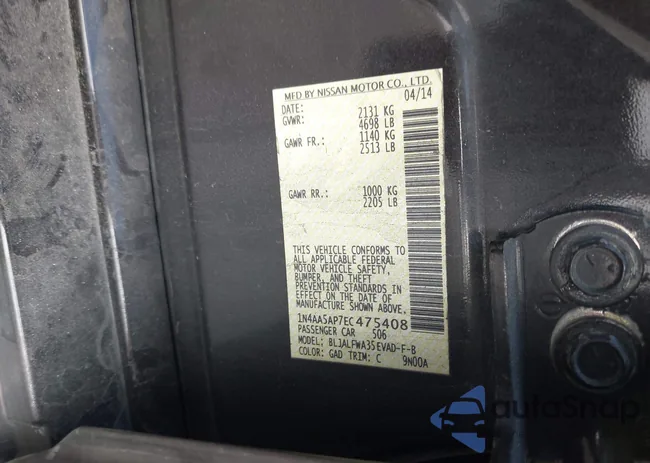 MFD BY NISSAN MOTOR CO., LTD.
DATE: 04/14
GVWR: 2131 KG
4698 LB
GAWR FR.: 1140 KG
2513 LB
GAWR RR.: 1000 KG
2205 LB
THIS VEHICLE CONFORMS TO
ALL APPLICABLE FEDERAL
MOTOR VEHICLE SAFETY,
BUMPER, AND THEFT
PREVENTION STANDARDS IN
EFFECT ON THE DATE OF
MANUFACTURE SHOWN ABOVE.
1N4AA5AP7EC475408
PASSENGER CAR 506
MODEL: BLJALFWA35EVAD-F-B
COLOR: GAD TRIM: C 9N00A
autoSnap